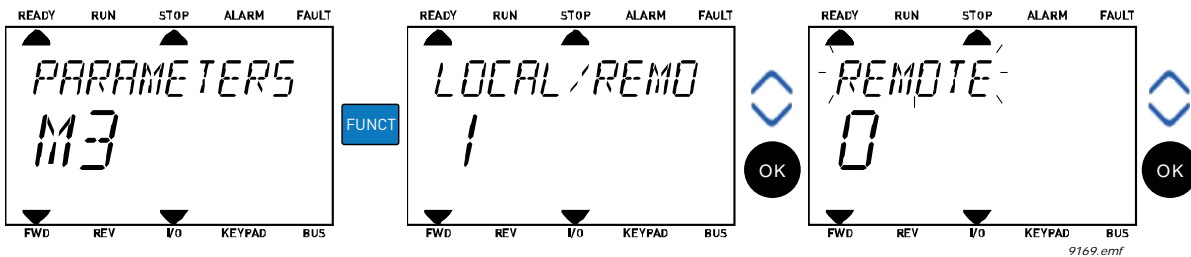 READY RUN STOP ALARM FAULT
PARAMETERS
M3
FWD REV I/O KEYPAD BUS
FUNCT
READY RUN STOP ALARM FAULT
LOCAL/REMO
1
FWD REV I/O KEYPAD BUS
OK
READY RUN STOP ALARM FAULT
REMOTE
0
FWD REV I/O KEYPAD BUS
OK
9169.emf